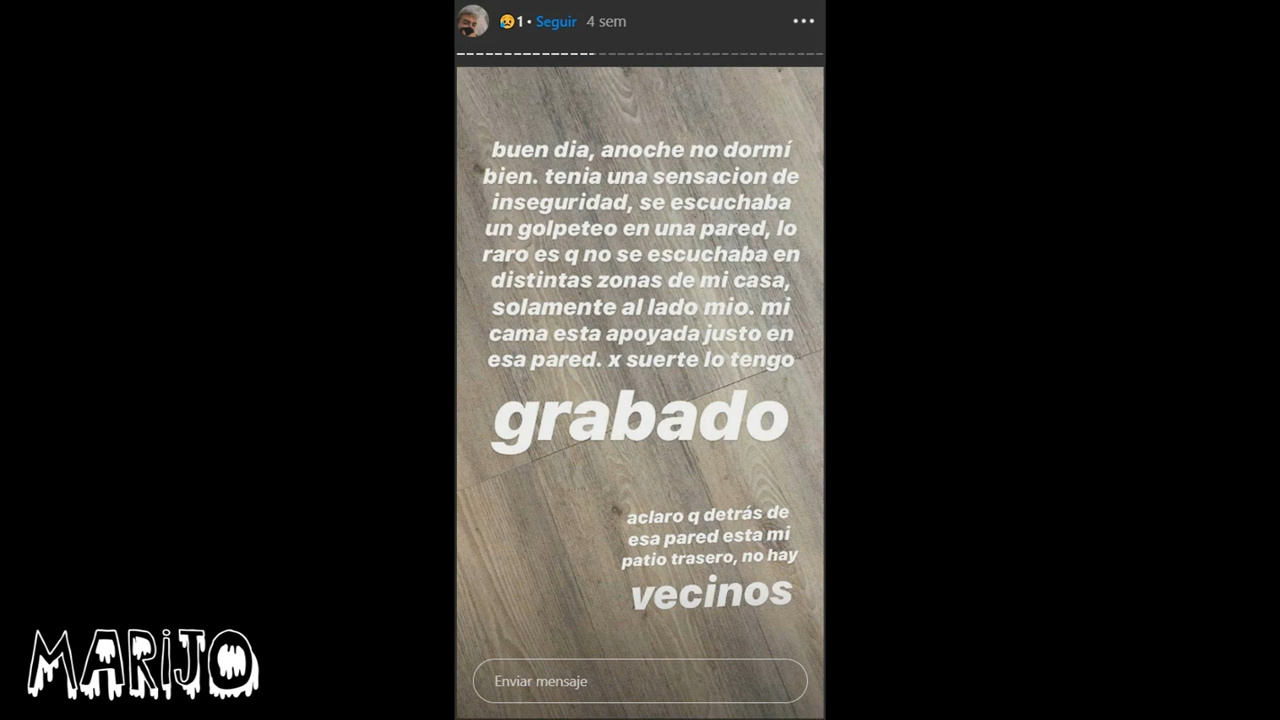 😥1 • Seguir 4 sem
buen dia, anoche no dormí
bien. tenia una sensacion de
inseguridad, se escuchaba
un golpeteo en una pared, lo
raro es q no se escuchaba en
distintas zonas de mi casa,
solamente al lado mio. mi
cama esta apoyada justo en
esa pared. x suerte lo tengo
grabado
aclaro q detrás de
esa pared esta mi
patio trasero, no hay
vecinos
Enviar mensaje
MARiJO